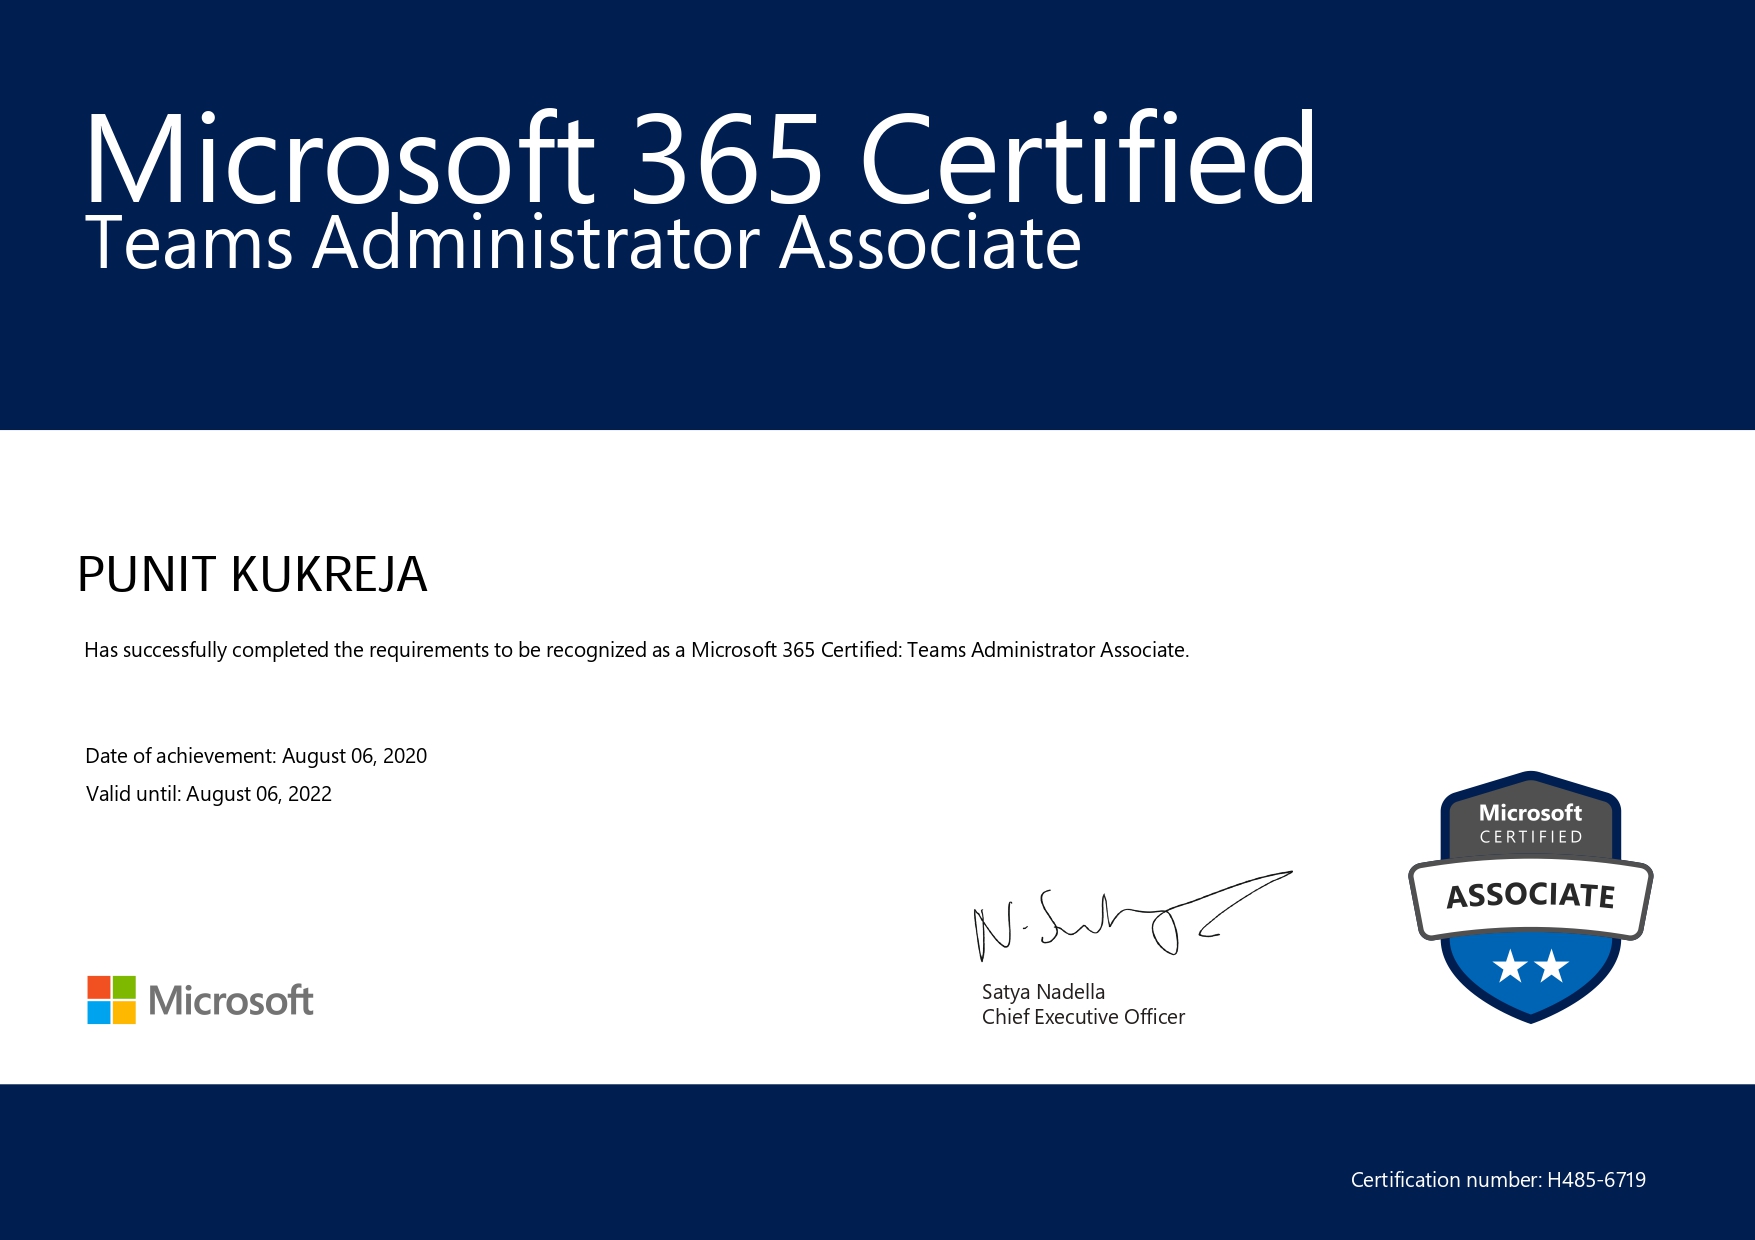 Microsoft 365 Certified
Teams Administrator Associate
PUNIT KUKREJA
Has successfully completed the requirements to be recognized as a Microsoft 365 Certified: Teams Administrator Associate.
Date of achievement: August 06, 2020
Valid until: August 06, 2022
Microsoft
CERTIFIED
ASSOCIATE
Satya Nadella
Chief Executive Officer
Microsoft
Certification number: H485-6719